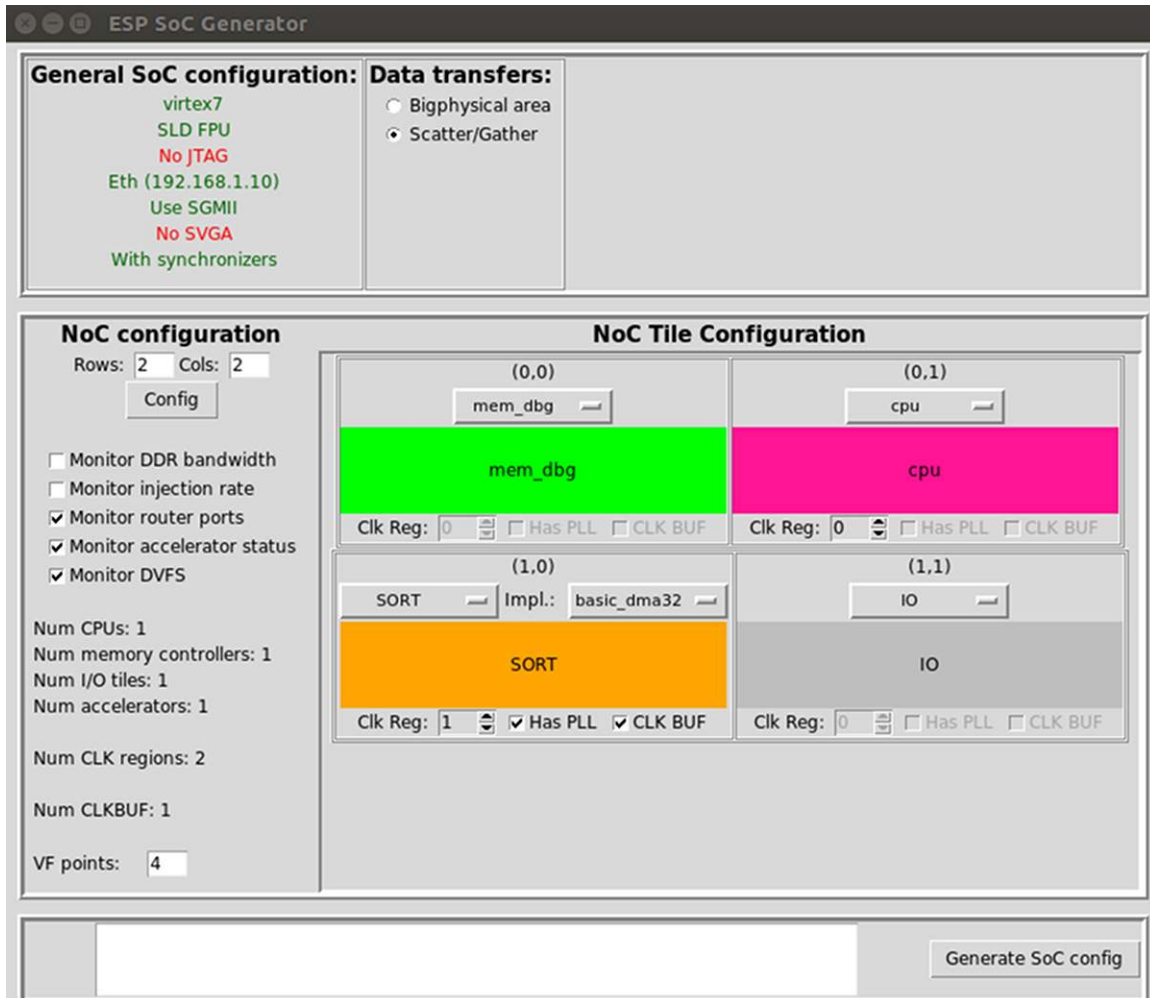 ESP SoC Generator
General SoC configuration:
virtex7
SLD FPU
No JTAG
Eth (192.168.1.10)
Use SGMII
No SVGA
With synchronizers
Data transfers:
Bigphysical area
Scatter/Gather
NoC configuration
Rows: 2 Cols: 2
Config
Monitor DDR bandwidth
Monitor injection rate
Monitor router ports
Monitor accelerator status
Monitor DVFS
Num CPUs: 1
Num memory controllers: 1
Num I/O tiles: 1
Num accelerators: 1
Num CLK regions: 2
Num CLKBUF: 1
VF points: 4
NoC Tile Configuration
(0,0)
mem_dbg
mem_dbg
Clk Reg: 0 Has PLL CLK BUF
(0,1)
cpu
cpu
Clk Reg: 0 Has PLL CLK BUF
(1,0)
SORT Impl.: basic_dma32
SORT
Clk Reg: 1 Has PLL CLK BUF
(1,1)
IO
IO
Clk Reg: 0 Has PLL CLK BUF
Generate SoC config